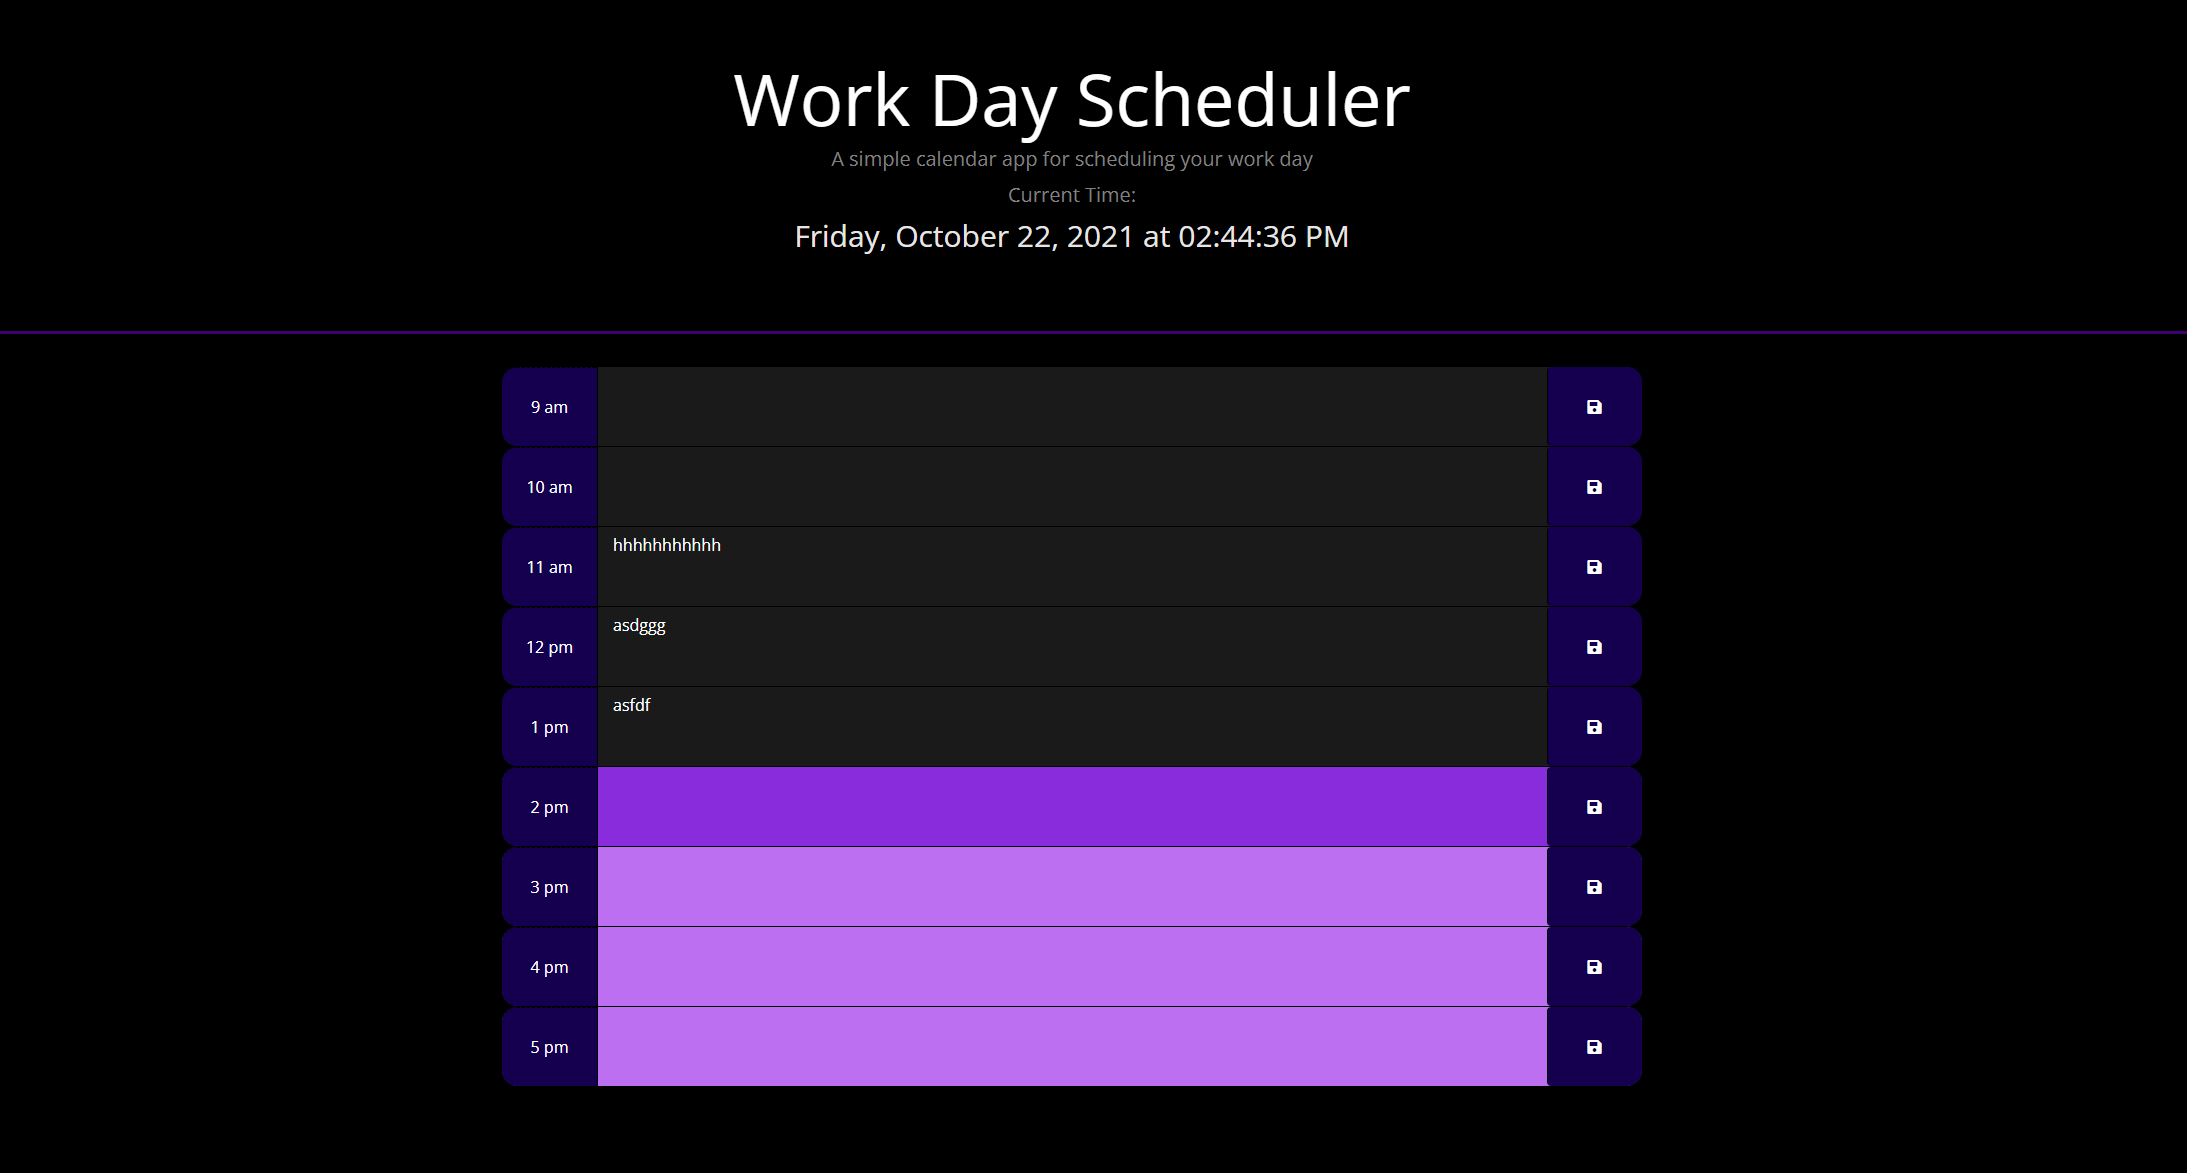 Work Day Scheduler
A simple calendar app for scheduling your work day
Current Time:
Friday, October 22, 2021 at 02:44:36 PM
9 am
10 am
11 am hhhhhhhhhhh
12 pm asdggg
1 pm asfdf
2 pm
3 pm
4 pm
5 pm